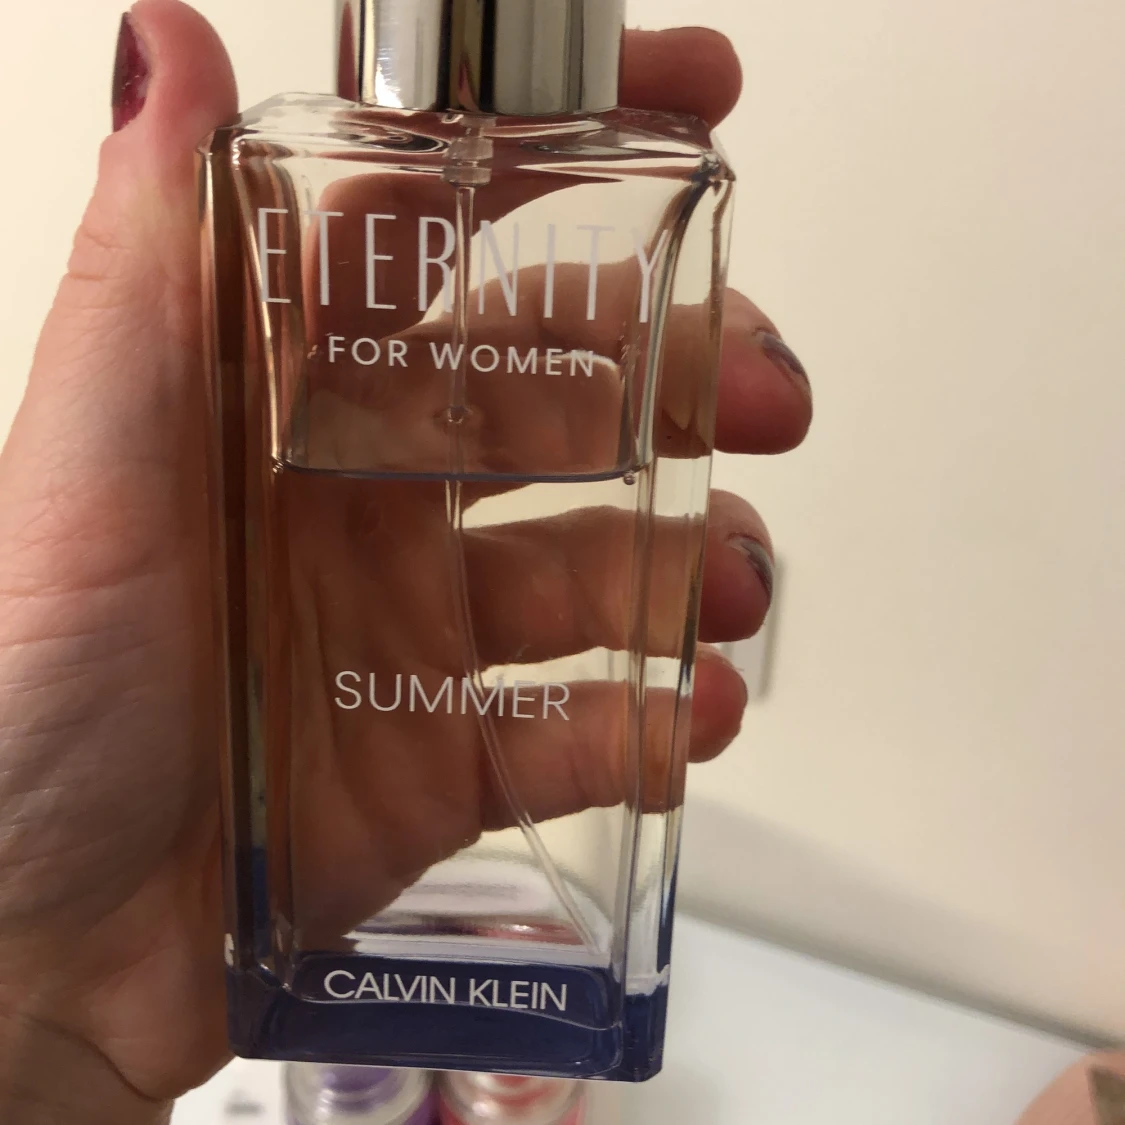 ETERNITY
FOR WOMEN
SUMMER
CALVIN KLEIN